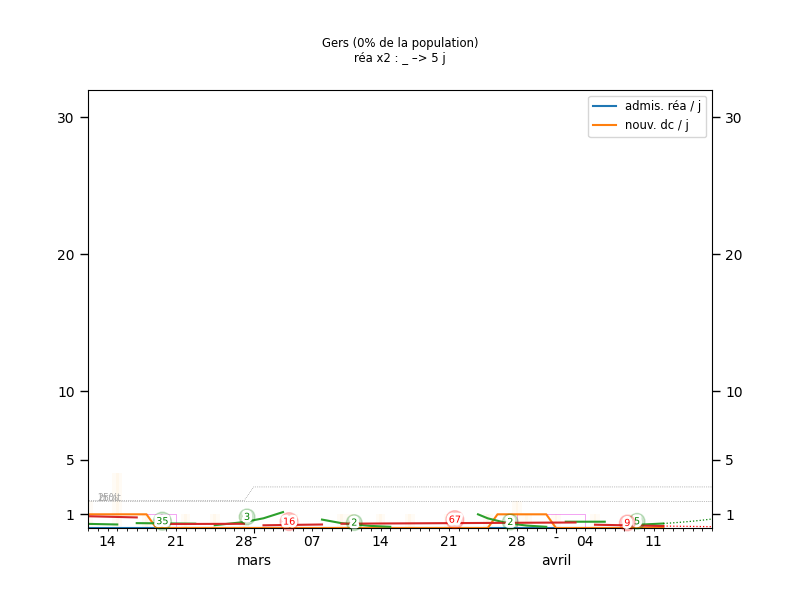 Gers (0% de la population)
réa x2 : _ –> 5 j
admis. réa / j
nouv. dc / j
30 30
20 20
10 10
5 5
1 1
35 3 16 2 67 2 9 5
14 21 28 - 07 14 21 28 - 04 11
mars avril